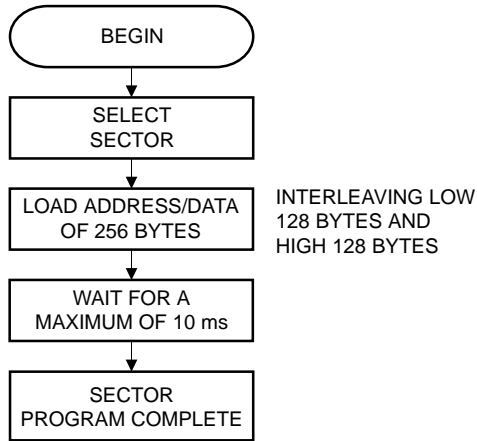 BEGIN
SELECT
SECTOR
LOAD ADDRESS/DATA
OF 256 BYTES
INTERLEAVING LOW
128 BYTES AND
HIGH 128 BYTES
WAIT FOR A
MAXIMUM OF 10 ms
SECTOR
PROGRAM COMPLETE